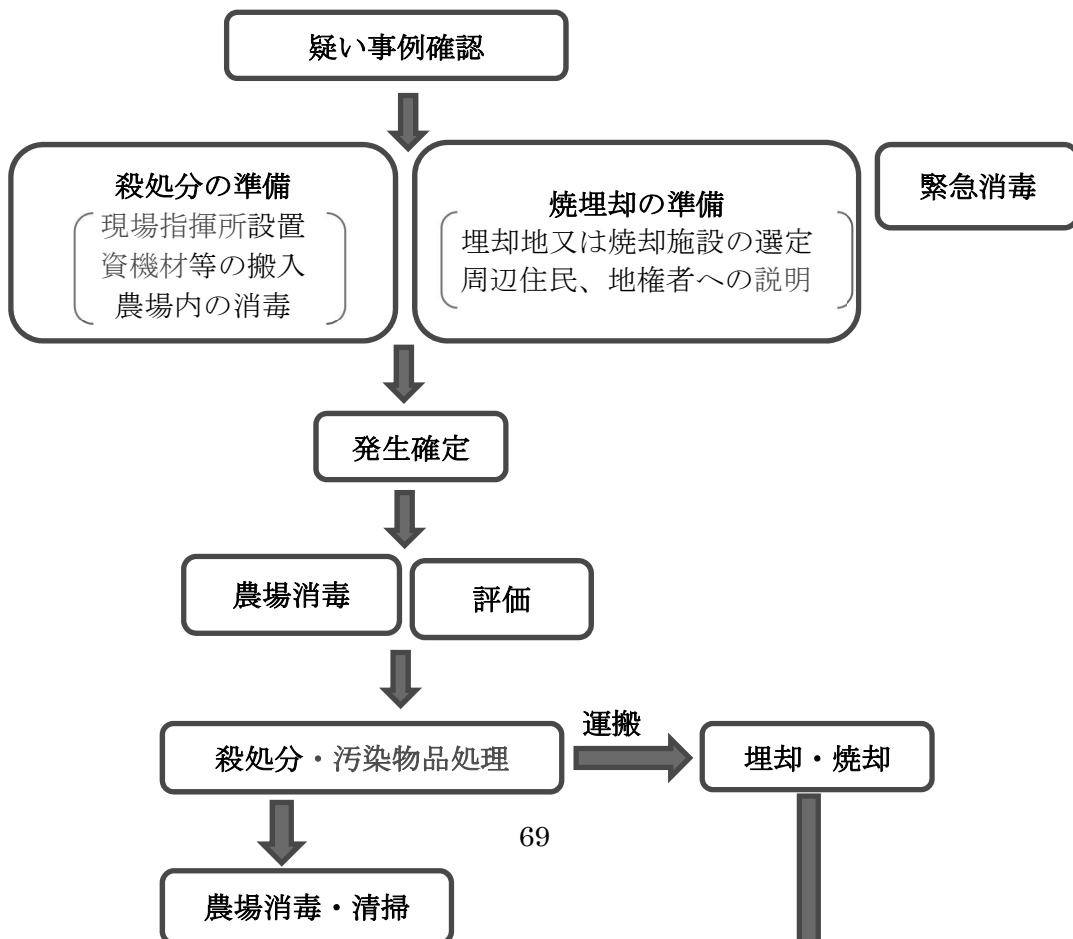 疑い事例確認
殺処分の準備
現場指揮所設置
資機材等の搬入
農場内の消毒
焼埋却の準備
埋却地又は焼却施設の選定
周辺住民、地権者への説明
緊急消毒
発生確定
農場消毒
評価
殺処分・汚染物品処理
運搬
埋却・焼却
69
農場消毒・清掃